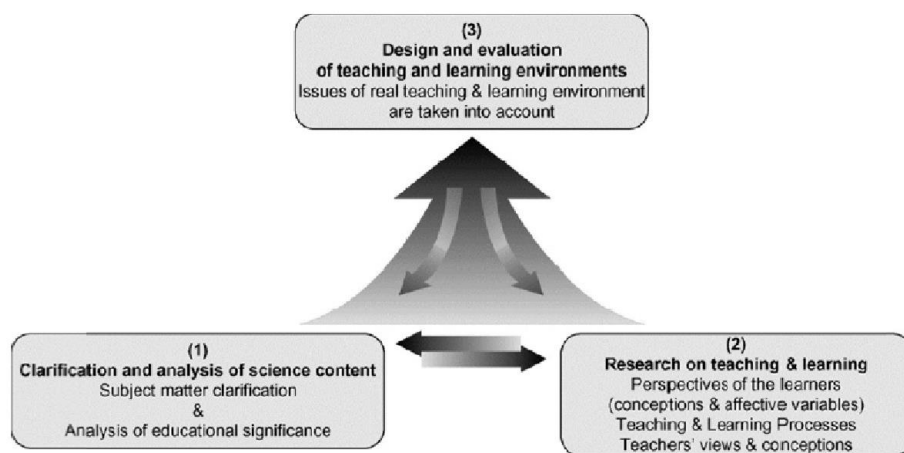 (3)
Design and evaluation
of teaching and learning environments
Issues of real teaching & learning environment
are taken into account
(1)
Clarification and analysis of science content
Subject matter clarification
&
Analysis of educational significance
(2)
Research on teaching & learning
Perspectives of the learners
(conceptions & affective variables)
Teaching & Learning Processes
Teachers' views & conceptions